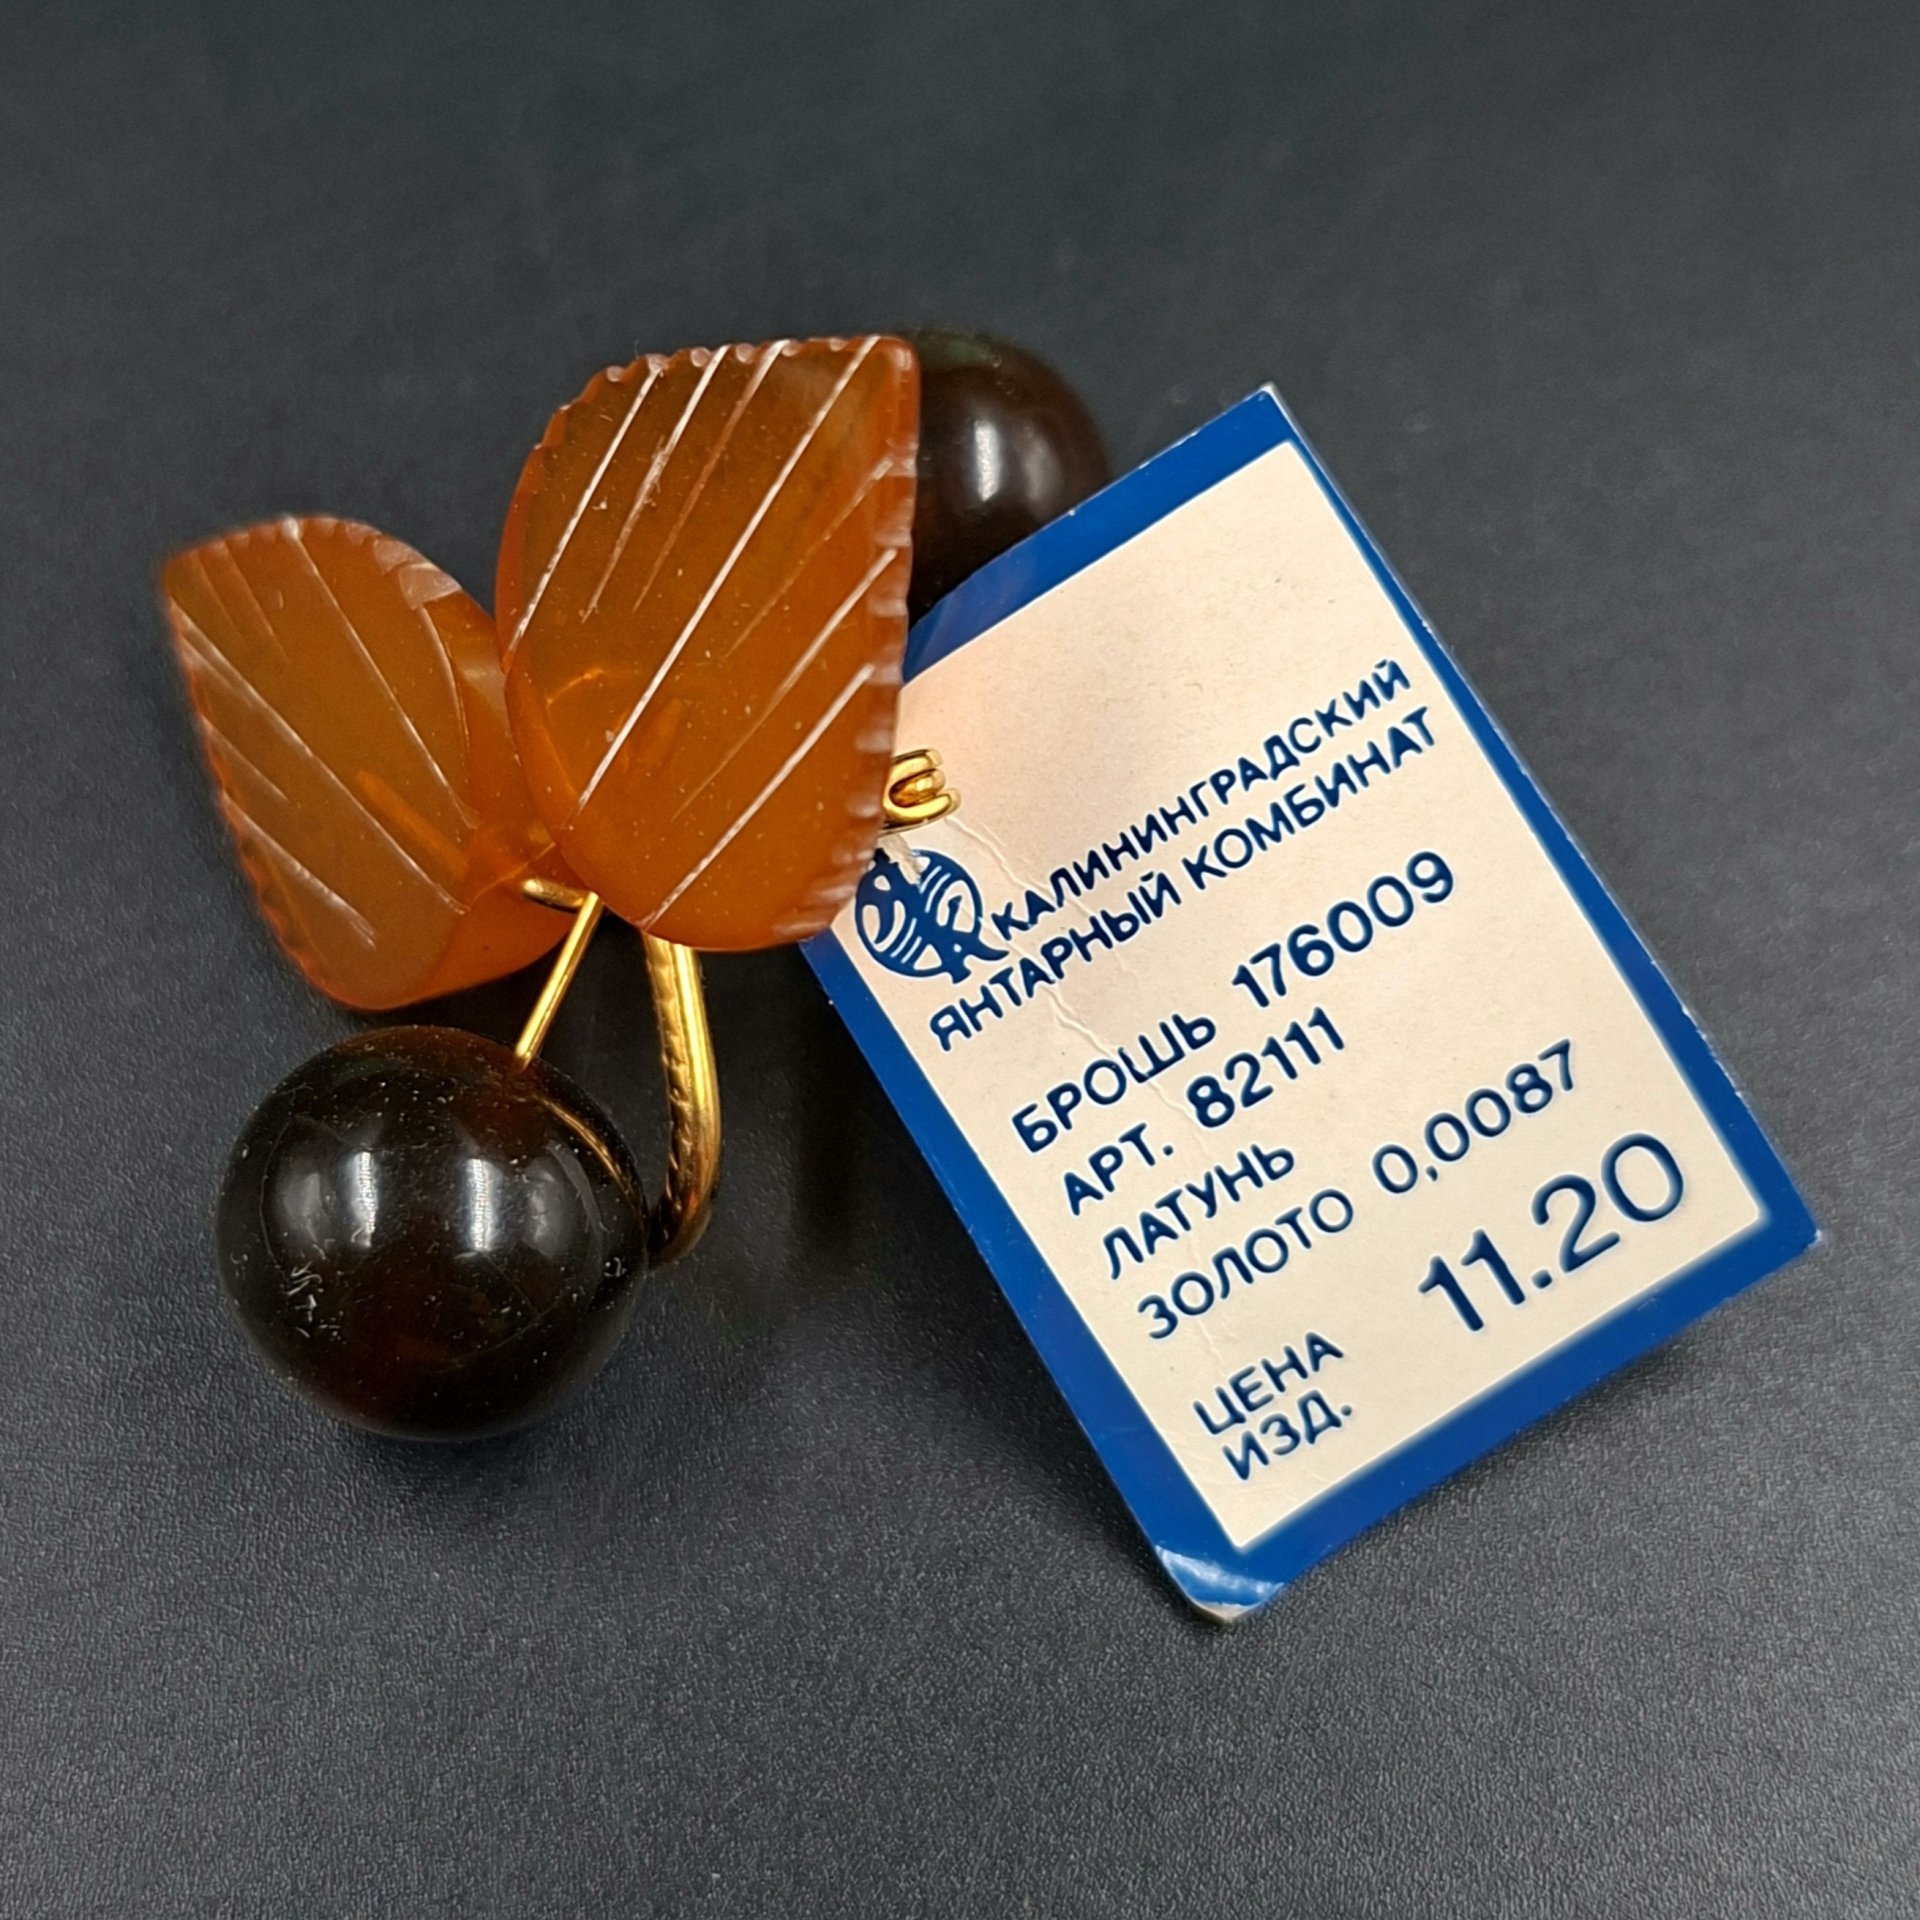 КАЛИНИНГРАДСКИЙ
ЯНТАРНЫЙ КОМБИНАТ
БРОШЬ 176009
АРТ. 82111
ЛАТУНЬ
ЗОЛОТО 0,0087
ЦЕНА 11.20
ИЗД.